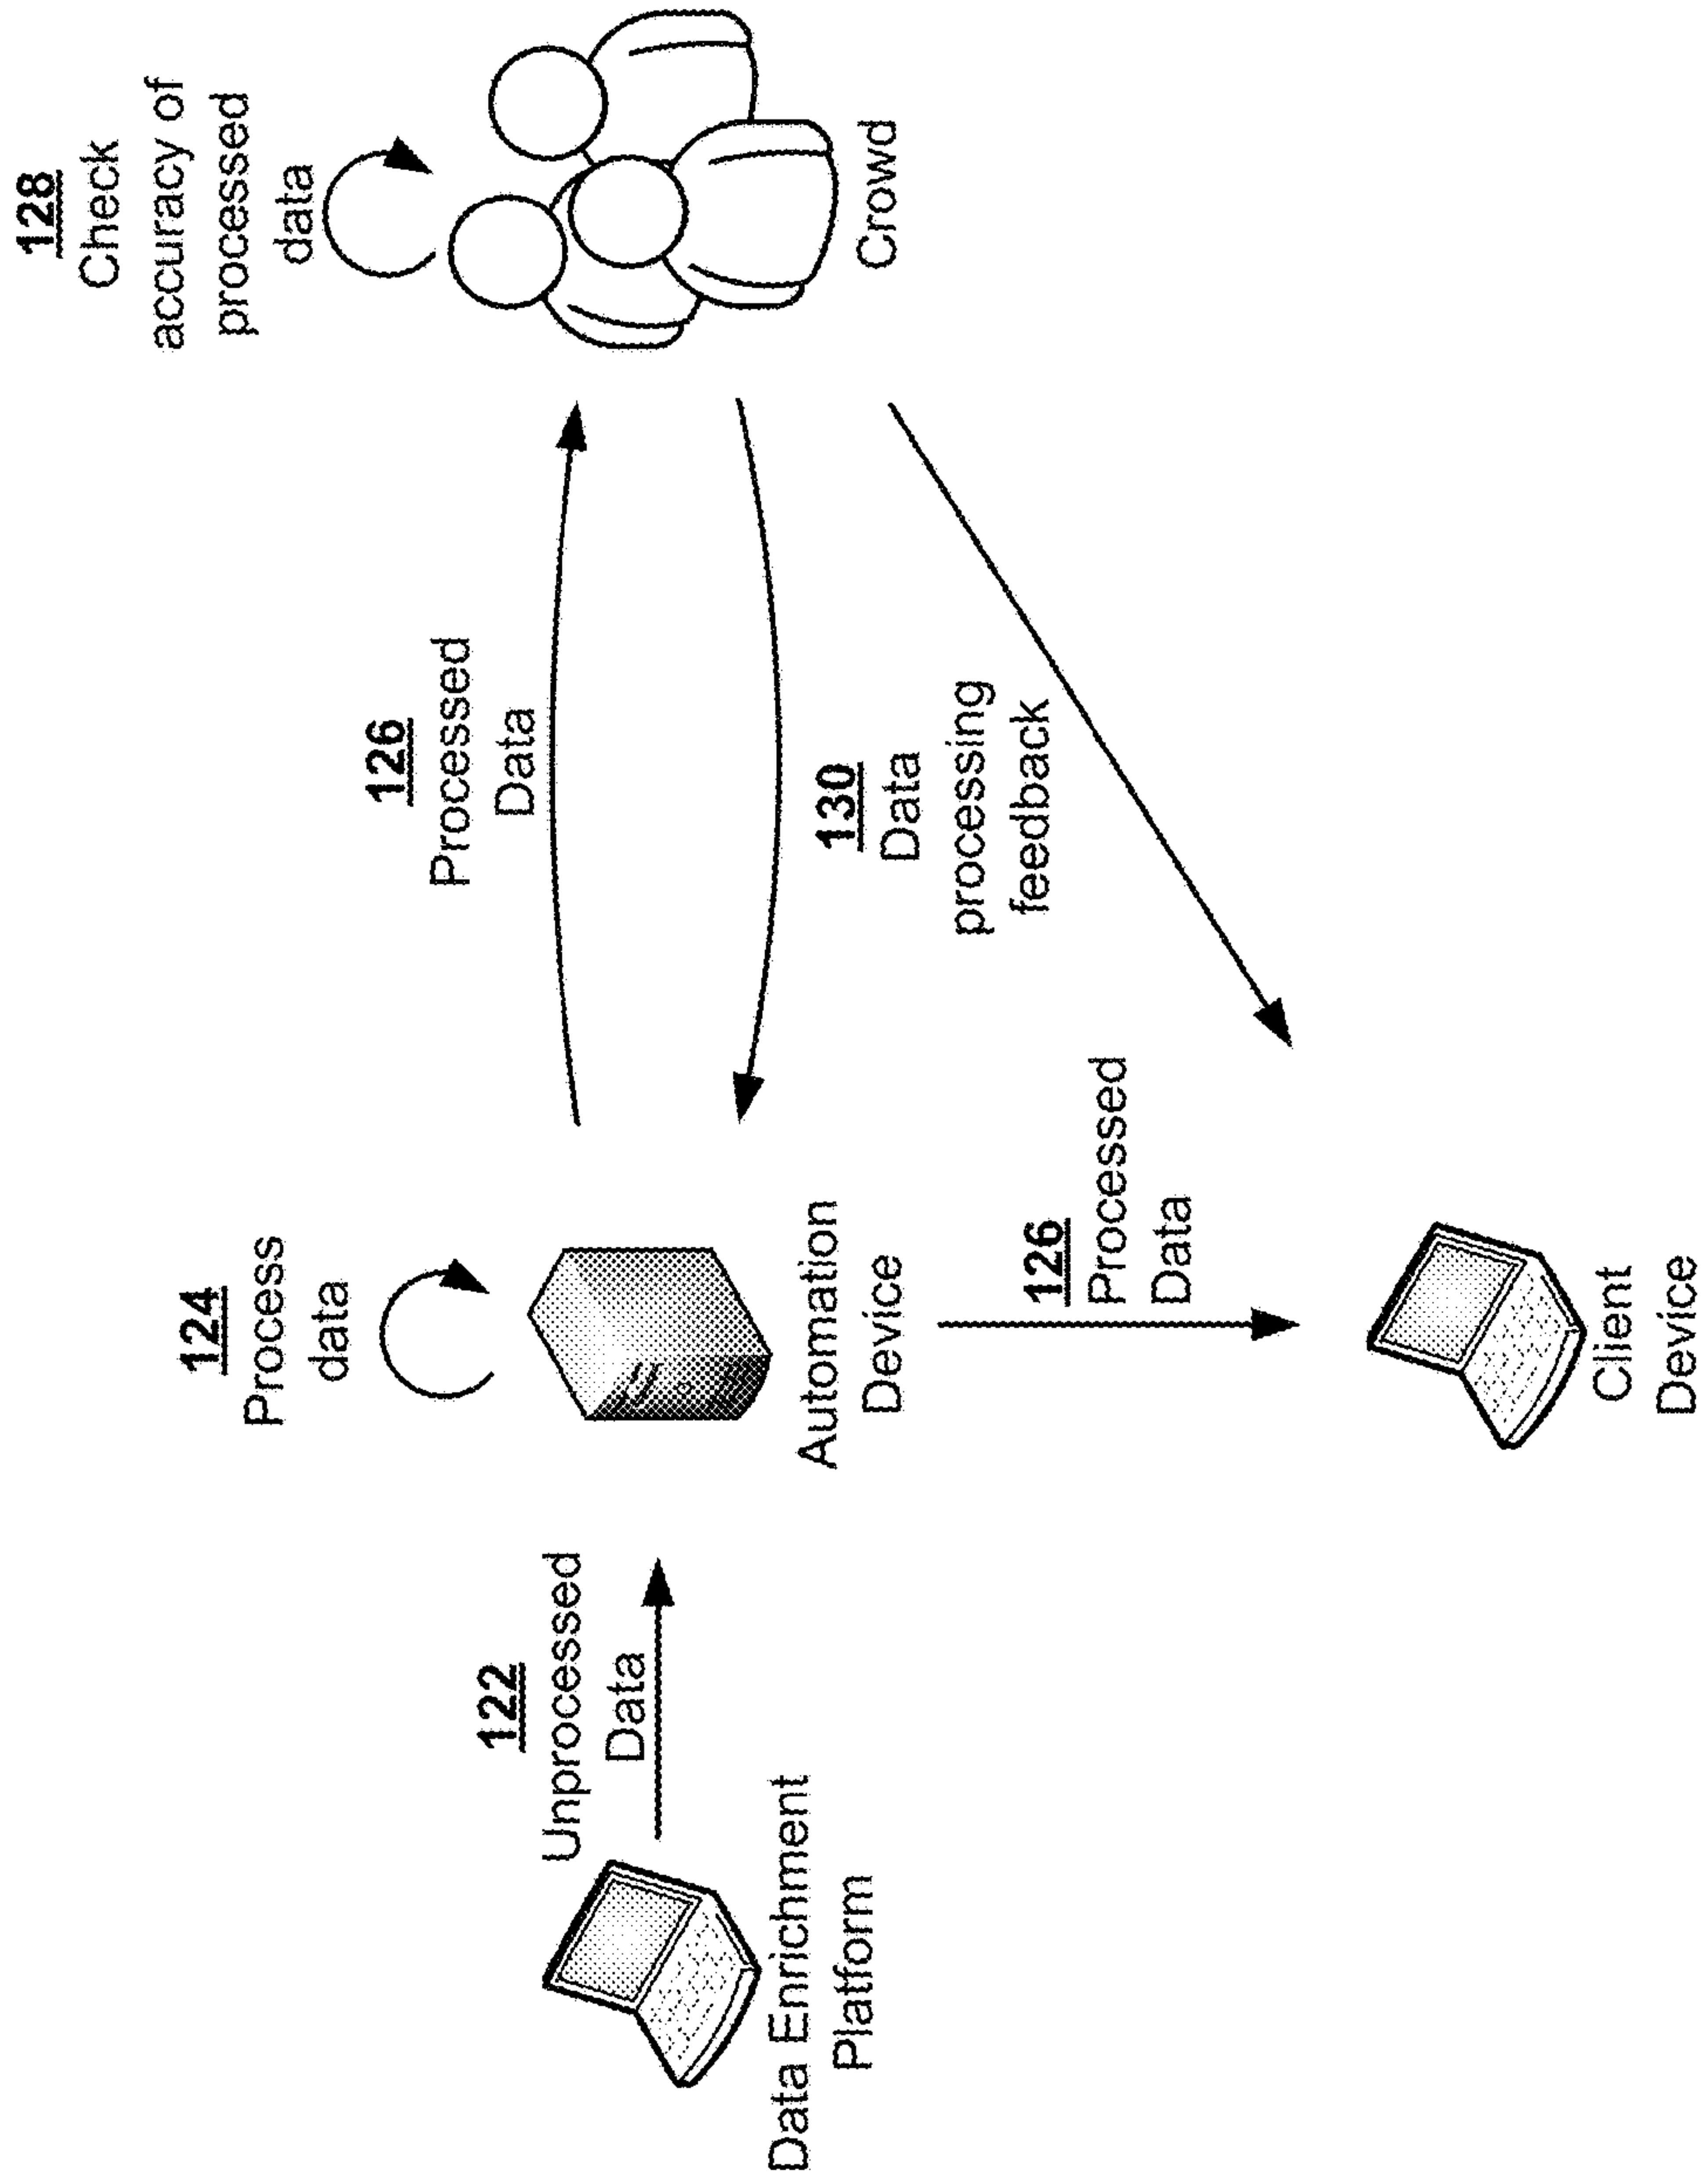 128
Check
accuracy of
processed
data
124
Process
data
126
Processed
Data
122
Unprocessed
Data
Crowd
130
Data
processing
feedback
Automation
Device
Data Enrichment
Platform
126
Processed
Data
Client
Device